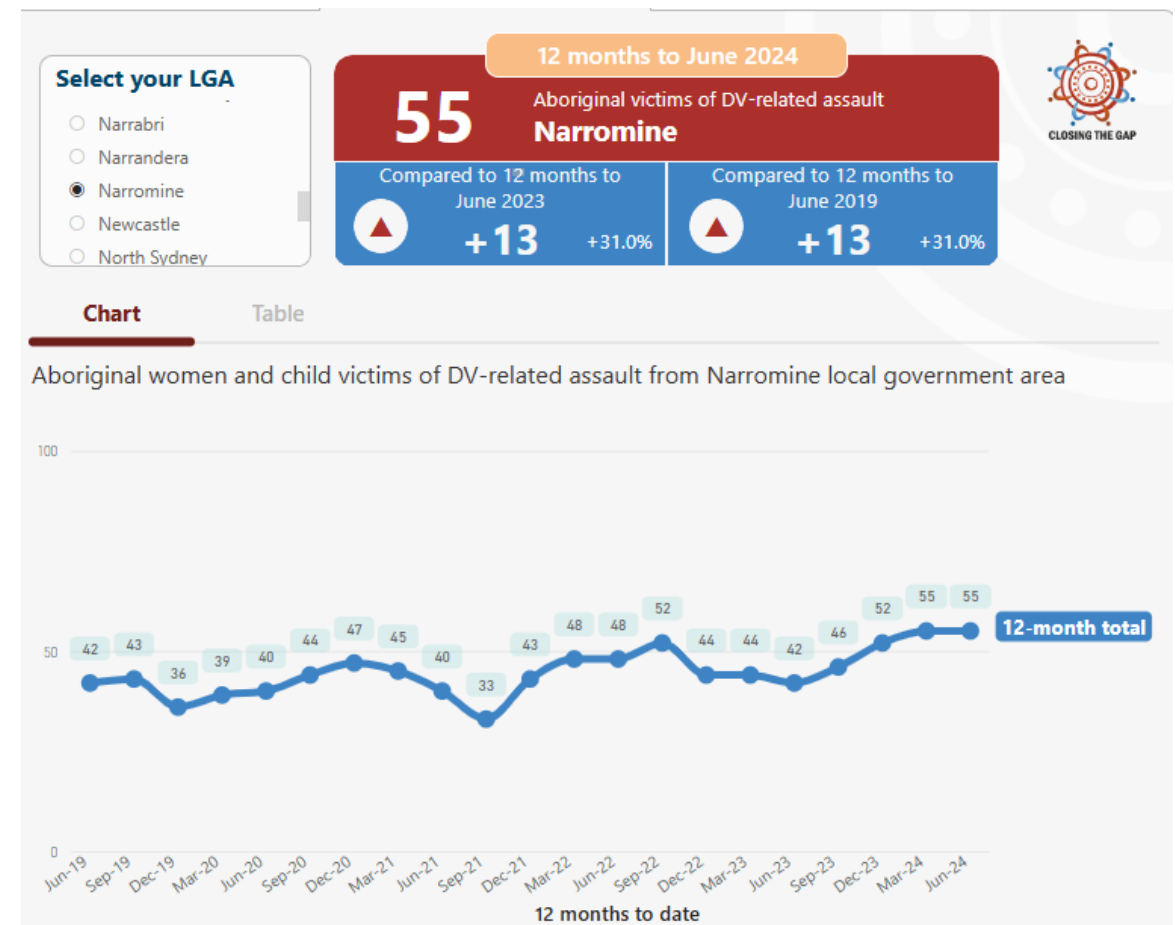 12 months to June 2024
Select your LGA
Narrabri
Narrandera
Narromine
Newcastle
North Sydney
55
Aboriginal victims of DV-related assault
Narromine
Compared to 12 months to
June 2023
+13
+31.0%
Compared to 12 months to
June 2019
+13
+31.0%
CLOSING THE GAP
Chart
Table
Aboriginal women and child victims of DV-related assault from Narromine local government area
100
50
0
42
43
36
39
40
44
47
45
40
33
43
48
48
52
44
44
42
46
52
55
55
12-month total
Jun-19
Sep-19
Dec-19
Mar-20
Jun-20
Sep-20
Dec-20
Mar-21
Jun-21
Sep-21
Dec-21
Mar-22
Jun-22
Sep-22
Dec-22
Mar-23
Jun-23
Sep-23
Dec-23
Mar-24
Jun-24
12 months to date